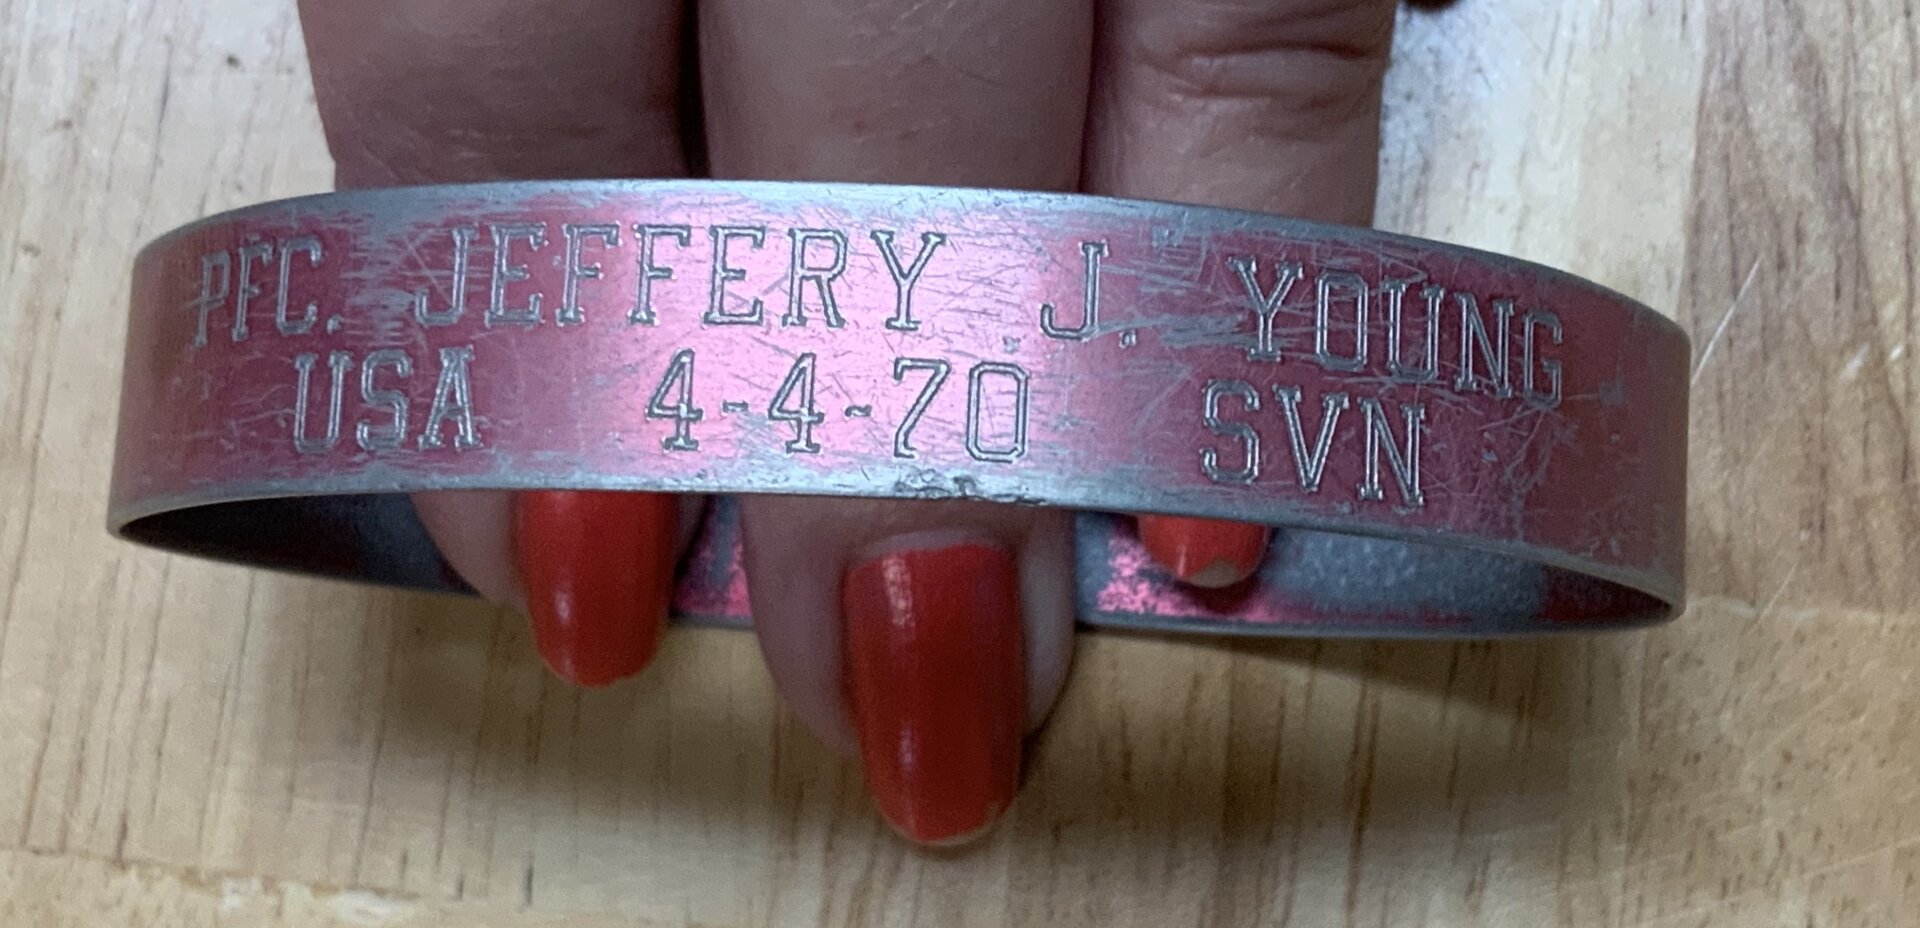 PFC. JEFFERY J. YOUNG
USA 4-4-70 SVN